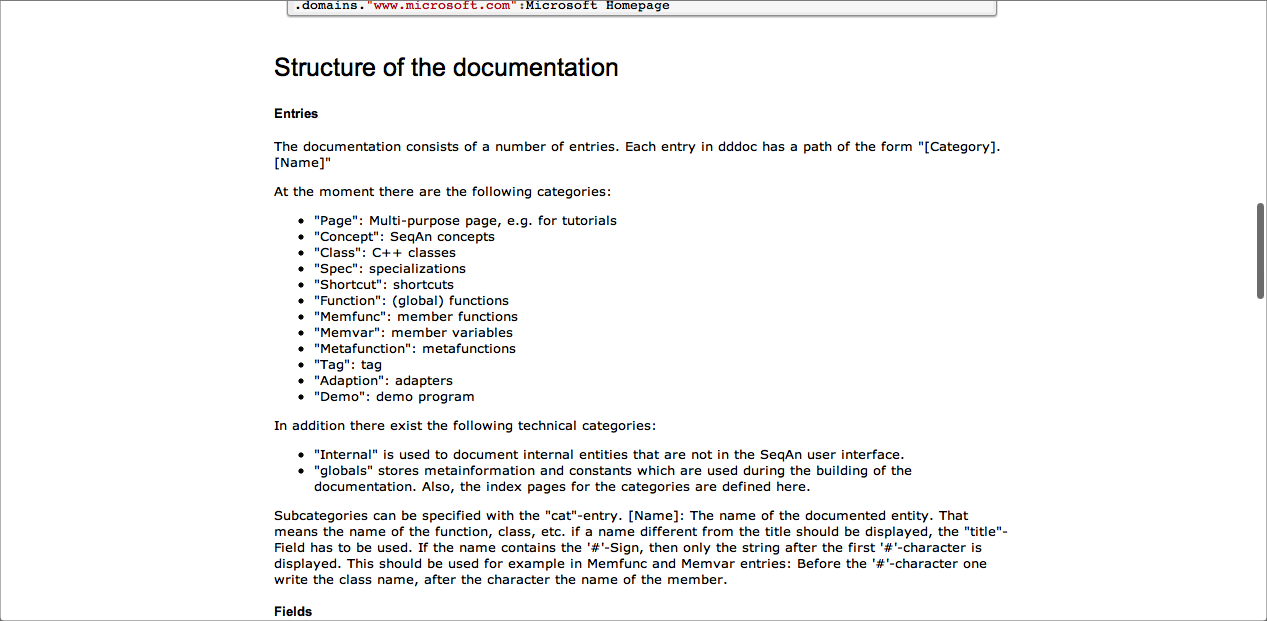 .domains."www.microsoft.com":Microsoft Homepage
Structure of the documentation
Entries
The documentation consists of a number of entries. Each entry in dddoc has a path of the form "[Category].
[Name]"
At the moment there are the following categories:
• "Page": Multi-purpose page, e.g. for tutorials
• "Concept": SeqAn concepts
• "Class": C++ classes
• "Spec": specializations
• "Shortcut": shortcuts
• "Function": (global) functions
• "Memfunc": member functions
• "Memvar": member variables
• "Metafunction": metafunctions
• "Tag": tag
• "Adaption": adapters
• "Demo": demo program
In addition there exist the following technical categories:
• "Internal" is used to document internal entities that are not in the SeqAn user interface.
• "globals" stores metainformation and constants which are used during the building of the
documentation. Also, the index pages for the categories are defined here.
Subcategories can be specified with the "cat"-entry. [Name]: The name of the documented entity. That
means the name of the function, class, etc. if a name different from the title should be displayed, the "title"-
Field has to be used. If the name contains the '#'-Sign, then only the string after the first '#'-character is
displayed. This should be used for example in Memfunc and Memvar entries: Before the '#'-character one
write the class name, after the character the name of the member.
Fields